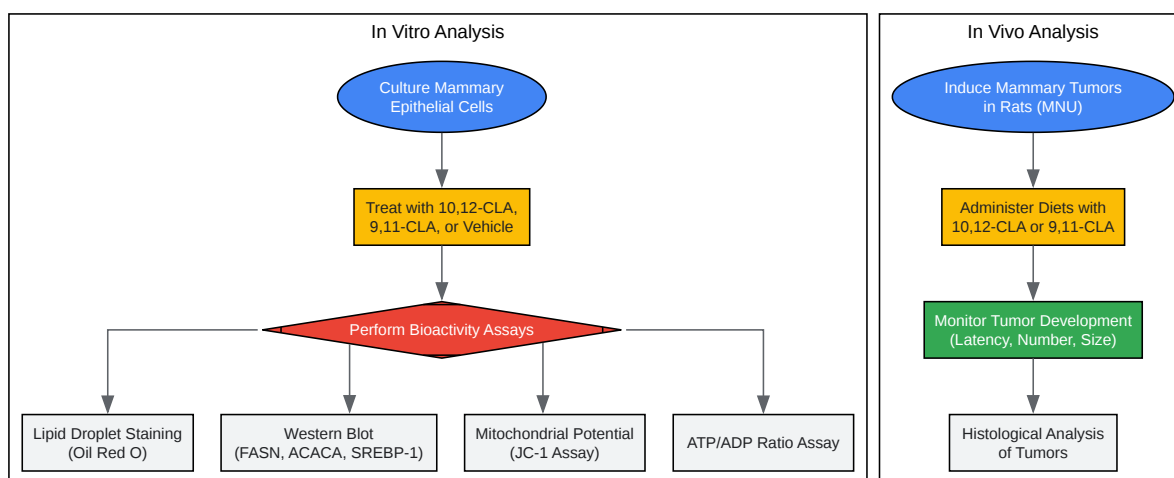 In Vitro Analysis
Culture Mammary
Epithelial Cells
Treat with 10,12-CLA,
9,11-CLA, or Vehicle
Perform Bioactivity Assays
Lipid Droplet Staining
(Oil Red O)
Western Blot
(FASN, ACACA, SREBP-1)
Mitochondrial Potential
(JC-1 Assay)
ATP/ADP Ratio Assay
In Vivo Analysis
Induce Mammary Tumors
in Rats (MNU)
Administer Diets with
10,12-CLA or 9,11-CLA
Monitor Tumor Development
(Latency, Number, Size)
Histological Analysis
of Tumors